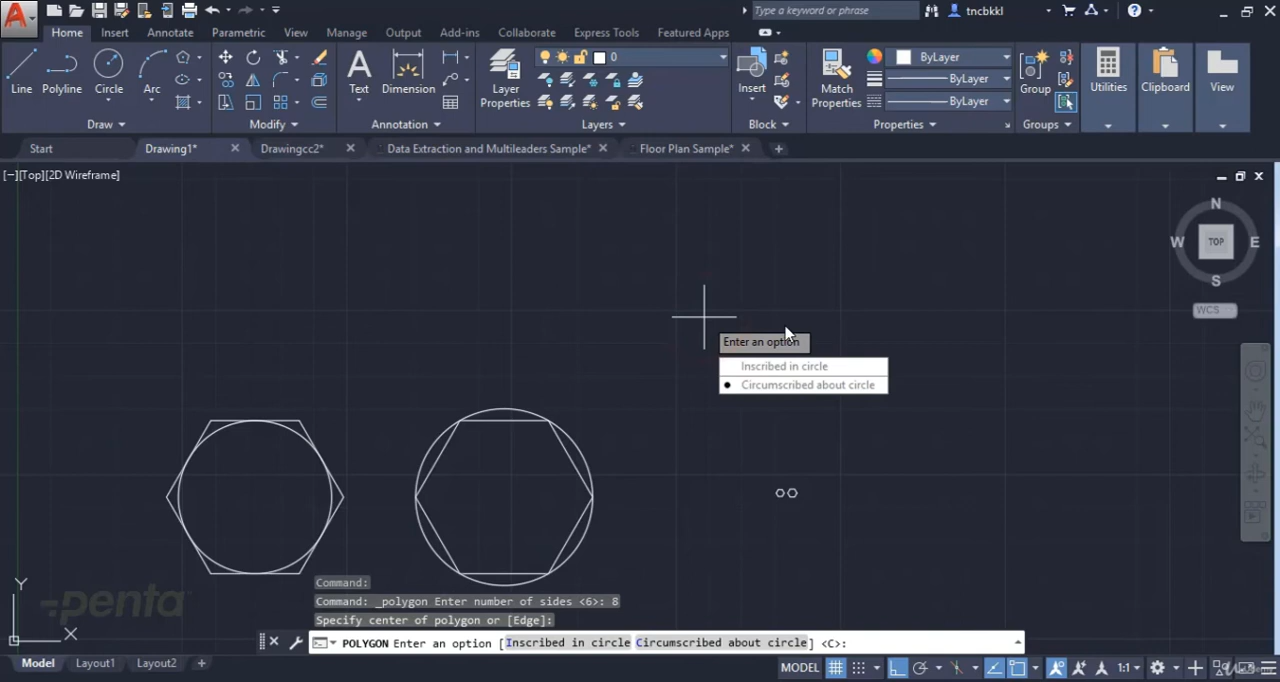 A
Type a keyword or phrase
tncbkkl
Home Insert Annotate Parametric View Manage Output Add-ins Collaborate Express Tools Featured Apps
Line Polyline Circle Arc
Text Dimension
Layer Properties
0
Insert
Match Properties
ByLayer
ByLayer
ByLayer
Group
Utilities
Clipboard
View
Draw Modify Annotation Layers Block Properties Groups
Start Drawing1* Drawingcc2* Data Extraction and Multileaders Sample* Floor Plan Sample*
[−][Top][2D Wireframe]
N
W TOP E
S
WCS
Enter an option
Inscribed in circle
Circumscribed about circle
Y
X
penta
Command:
Command: _polygon Enter number of sides <6>: 8
Specify center of polygon or [Edge]:
POLYGON Enter an option [Inscribed in circle Circumscribed about circle] <C>:
Model Layout1 Layout2 +
MODEL 1:1